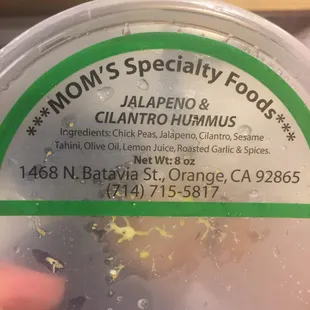 ***MOM'S Specialty Foods***
JALAPENO &
CILANTRO HUMMUS
Ingredients: Chick Peas, Jalapeno, Cilantro, Sesame
Tahini, Olive Oil, Lemon Juice, Roasted Garlic & Spices.
Net Wt: 8 oz
1468 N. Batavia St., Orange, CA 92865
(714) 715-5817